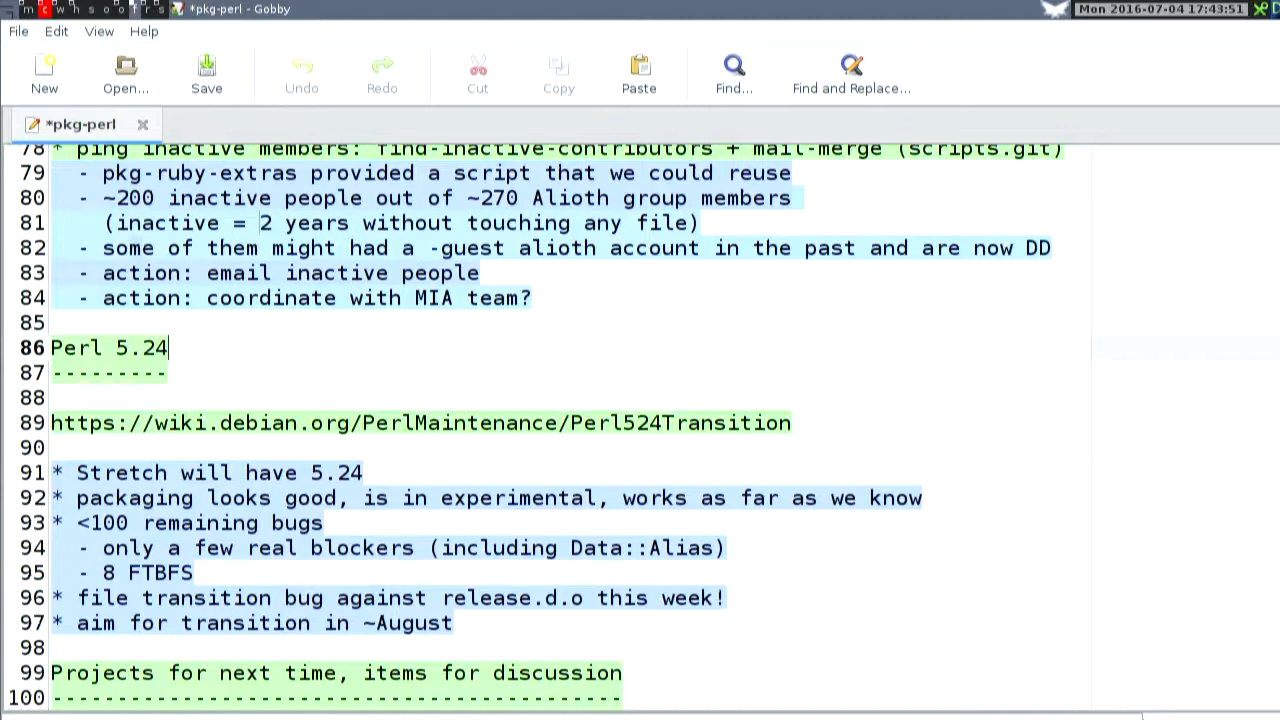 m c w h s o o f r s *pkg-perl - Gobby
Mon 2016-07-04 17:43:51
File Edit View Help
New Open... Save Undo Redo Cut Copy Paste Find... Find and Replace...
*pkg-perl
78 * ping inactive members: find-inactive-contributors + mail-merge (scripts.git)
79 - pkg-ruby-extras provided a script that we could reuse
80 - ~200 inactive people out of ~270 Alioth group members
81 (inactive = 2 years without touching any file)
82 - some of them might had a -guest alioth account in the past and are now DD
83 - action: email inactive people
84 - action: coordinate with MIA team?
85
86 Perl 5.24
87 ---------
88
89 https://wiki.debian.org/PerlMaintenance/Perl524Transition
90
91 * Stretch will have 5.24
92 * packaging looks good, is in experimental, works as far as we know
93 * <100 remaining bugs
94 - only a few real blockers (including Data::Alias)
95 - 8 FTBFS
96 * file transition bug against release.d.o this week!
97 * aim for transition in ~August
98
99 Projects for next time, items for discussion
100 --------------------------------------------